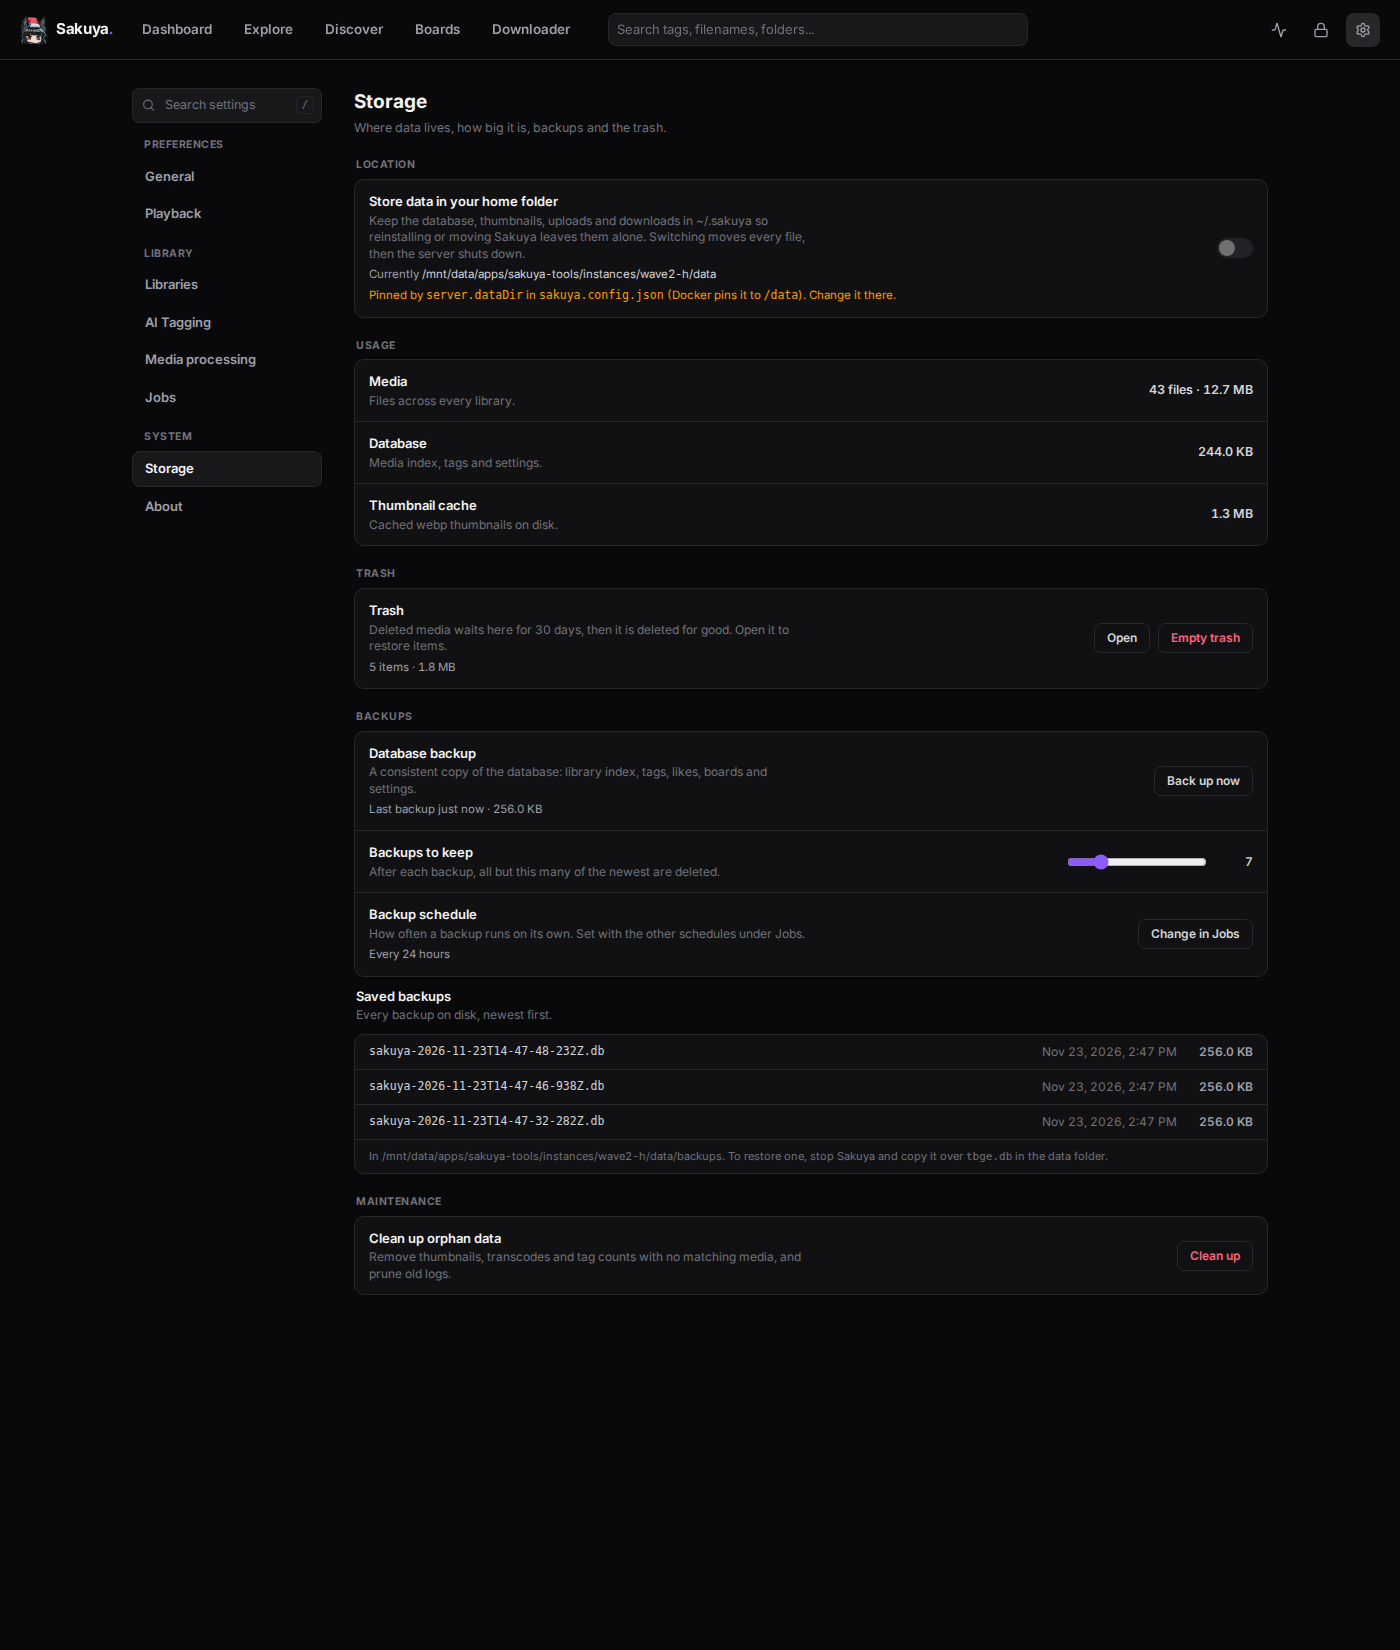 Sakuya.
Dashboard
Explore
Discover
Boards
Downloader
Search tags, filenames, folders...
Search settings
/
PREFERENCES
General
Playback
LIBRARY
Libraries
AI Tagging
Media processing
Jobs
SYSTEM
Storage
About
Storage
Where data lives, how big it is, backups and the trash.
LOCATION
Store data in your home folder
Keep the database, thumbnails, uploads and downloads in ~/.sakuya so
reinstalling or moving Sakuya leaves them alone. Switching moves every file,
then the server shuts down.
Currently /mnt/data/apps/sakuya-tools/instances/wave2-h/data
Pinned by server.dataDir in sakuya.config.json (Docker pins it to /data). Change it there.
USAGE
Media
Files across every library.
43 files · 12.7 MB
Database
Media index, tags and settings.
244.0 KB
Thumbnail cache
Cached webp thumbnails on disk.
1.3 MB
TRASH
Trash
Deleted media waits here for 30 days, then it is deleted for good. Open it to
restore items.
5 items · 1.8 MB
Open
Empty trash
BACKUPS
Database backup
A consistent copy of the database: library index, tags, likes, boards and
settings.
Last backup just now · 256.0 KB
Back up now
Backups to keep
After each backup, all but this many of the newest are deleted.
7
Backup schedule
How often a backup runs on its own. Set with the other schedules under Jobs.
Every 24 hours
Change in Jobs
Saved backups
Every backup on disk, newest first.
sakuya-2026-11-23T14-47-48-232Z.db Nov 23, 2026, 2:47 PM 256.0 KB
sakuya-2026-11-23T14-47-46-938Z.db Nov 23, 2026, 2:47 PM 256.0 KB
sakuya-2026-11-23T14-47-32-282Z.db Nov 23, 2026, 2:47 PM 256.0 KB
In /mnt/data/apps/sakuya-tools/instances/wave2-h/data/backups. To restore one, stop Sakuya and copy it over tbge.db in the data folder.
MAINTENANCE
Clean up orphan data
Remove thumbnails, transcodes and tag counts with no matching media, and
prune old logs.
Clean up